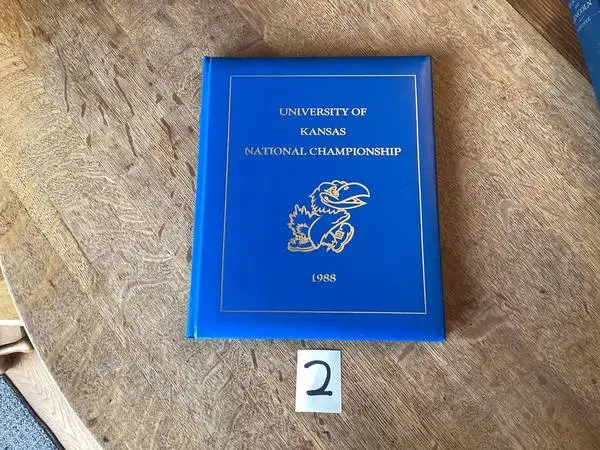 UNIVERSITY OF
KANSAS
NATIONAL CHAMPIONSHIP
1988
2